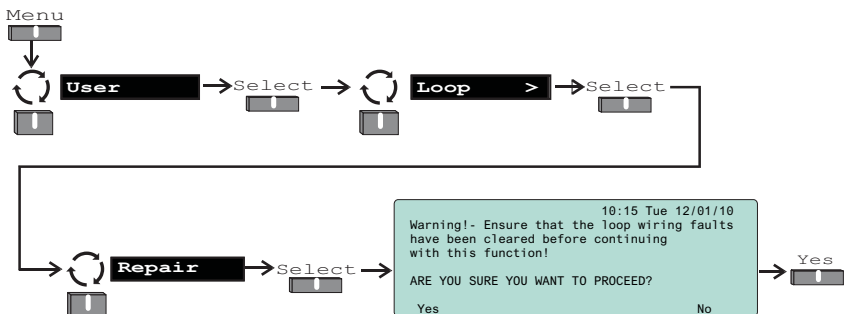 Menu
User
Select
Loop >
Select
Repair
Select
10:15 Tue 12/01/10
Warning!- Ensure that the loop wiring faults
have been cleared before continuing
with this function!
ARE YOU SURE YOU WANT TO PROCEED?
Yes No
Yes